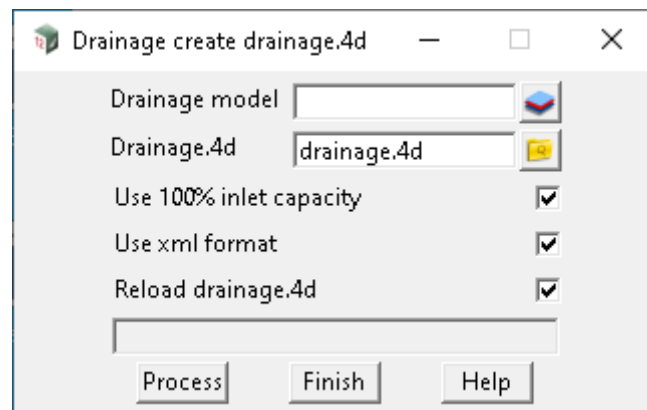 Drainage create drainage.4d
Drainage model
Drainage.4d drainage.4d
Use 100% inlet capacity
Use xml format
Reload drainage.4d
Process Finish Help